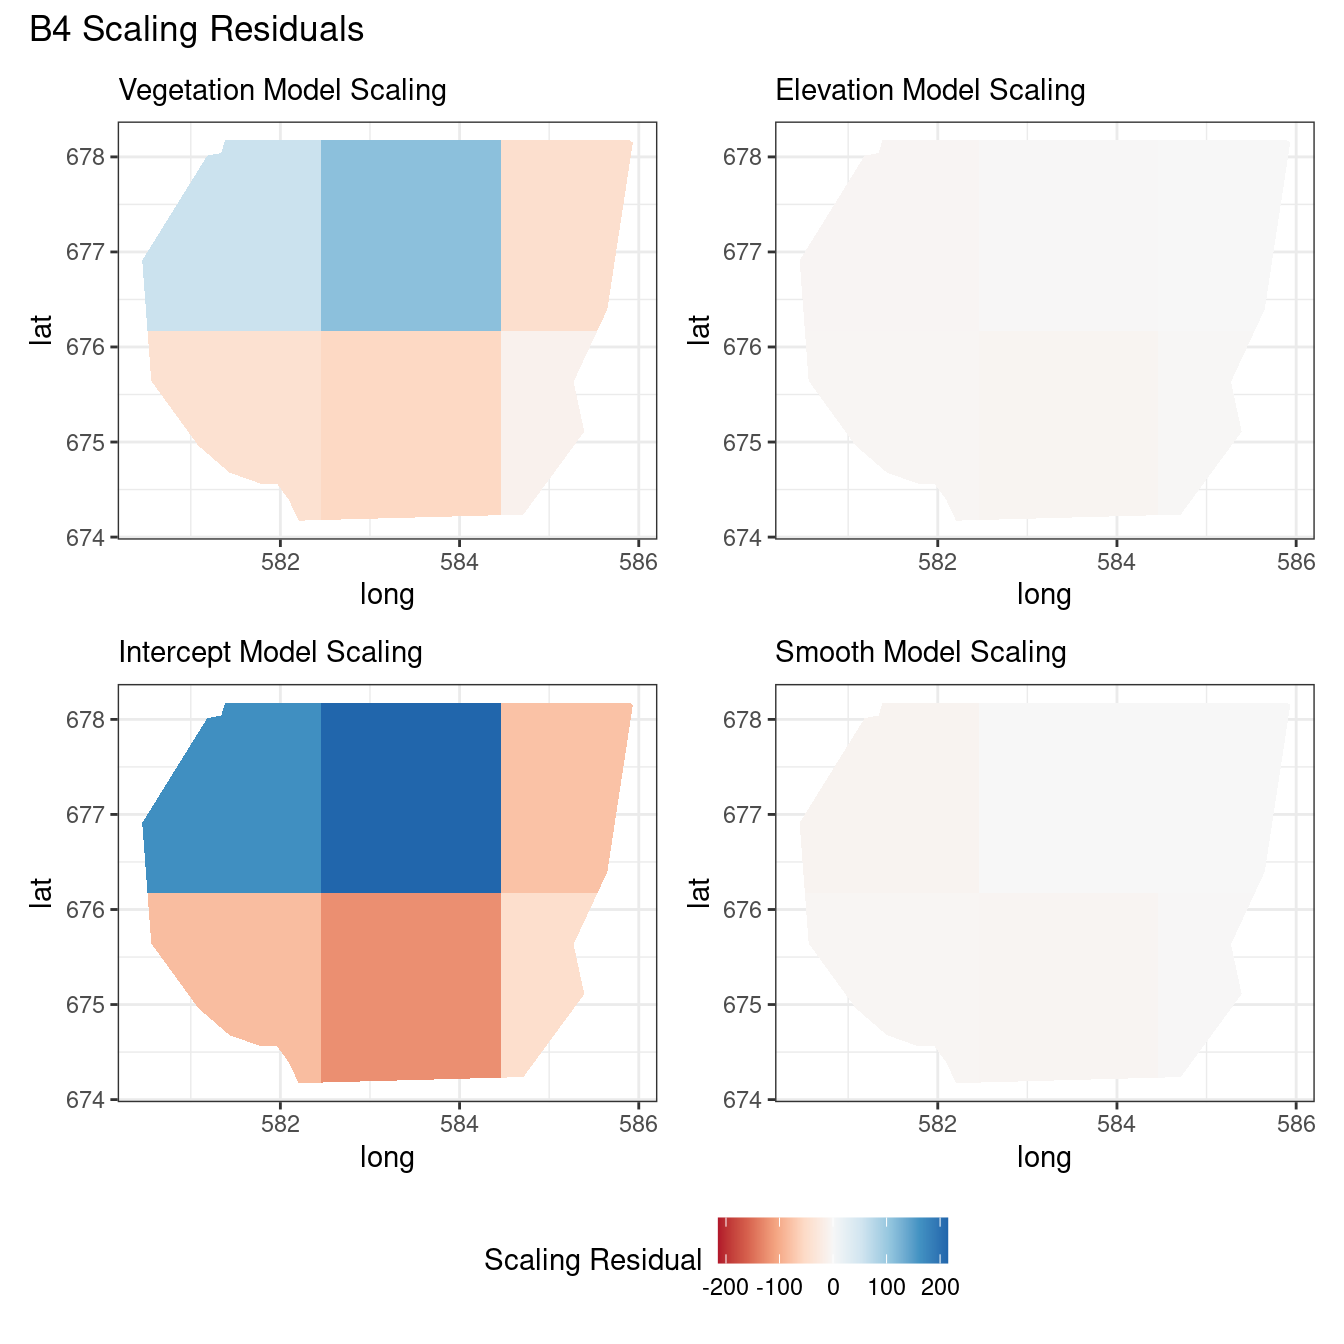 B4 Scaling Residuals
Vegetation Model Scaling
678
677
676
675
674
lat
582 584 586
long
Elevation Model Scaling
678
677
676
675
674
lat
582 584 586
long
Intercept Model Scaling
678
677
676
675
674
lat
582 584 586
long
Smooth Model Scaling
678
677
676
675
674
lat
582 584 586
long
Scaling Residual
-200 -100 0 100 200